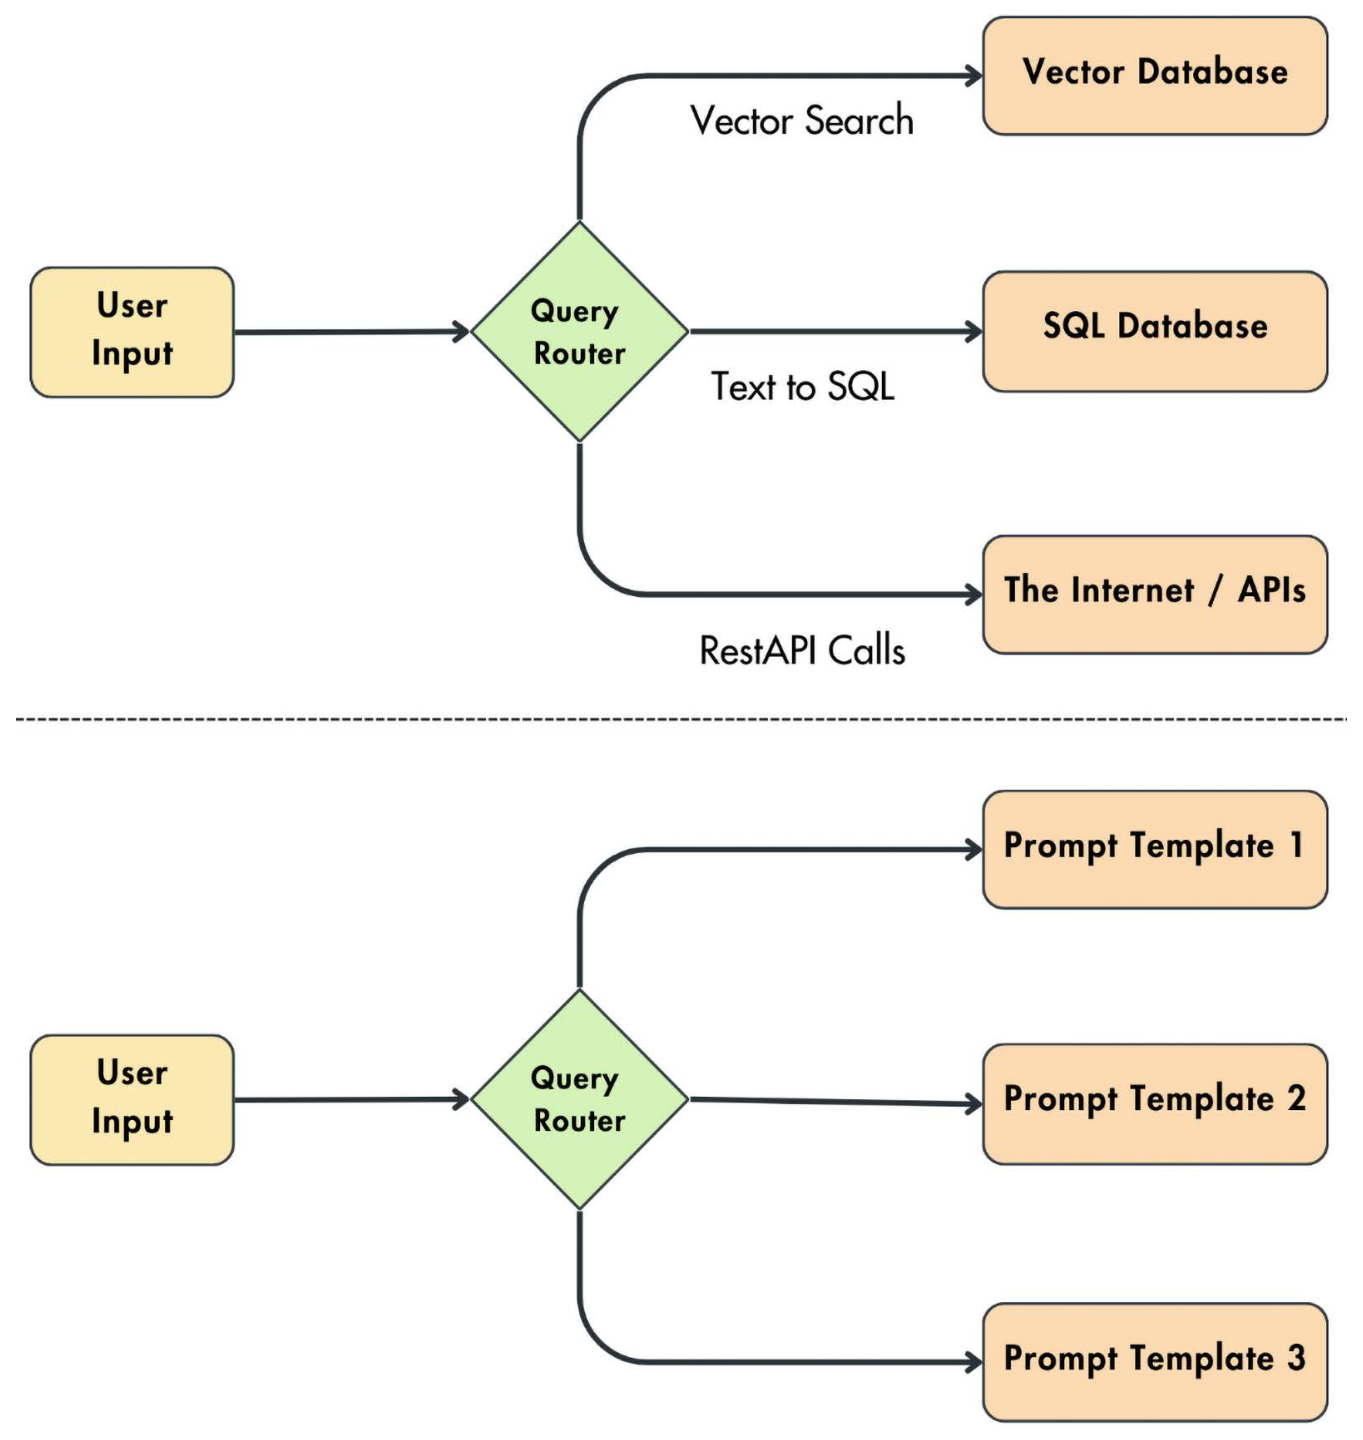 Vector Database
Vector Search
User
Input
Query
Router
SQL Database
Text to SQL
The Internet / APIs
RestAPI Calls
Prompt Template 1
User
Input
Query
Router
Prompt Template 2
Prompt Template 3